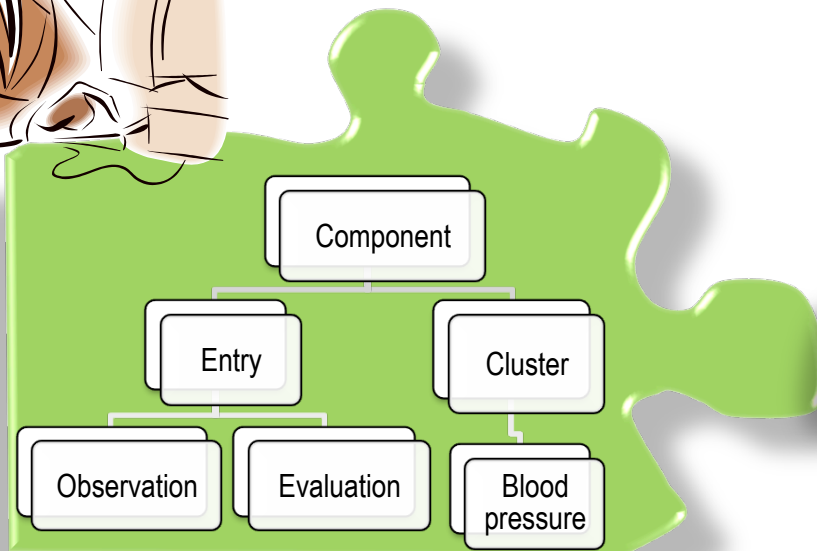 Component
Entry
Cluster
Observation
Evaluation
Blood
pressure